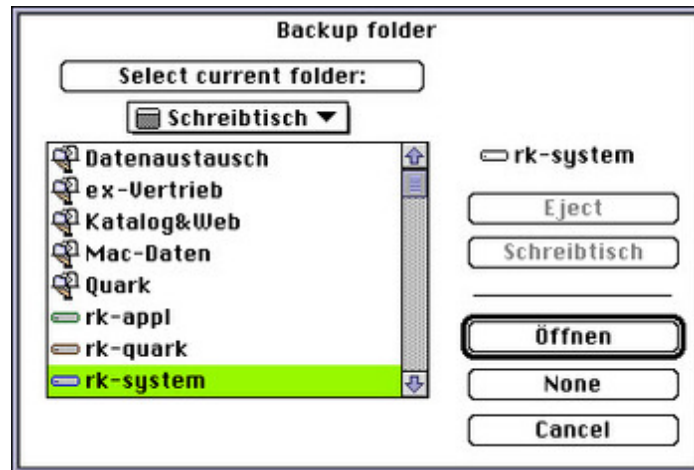 Backup folder
Select current folder:
Schreibtisch
Datenaustausch
ex-Vertrieb
Katalog&Web
Mac-Daten
Quark
rk-appl
rk-quark
rk-system
rk-system
Eject
Schreibtisch
Öffnen
None
Cancel